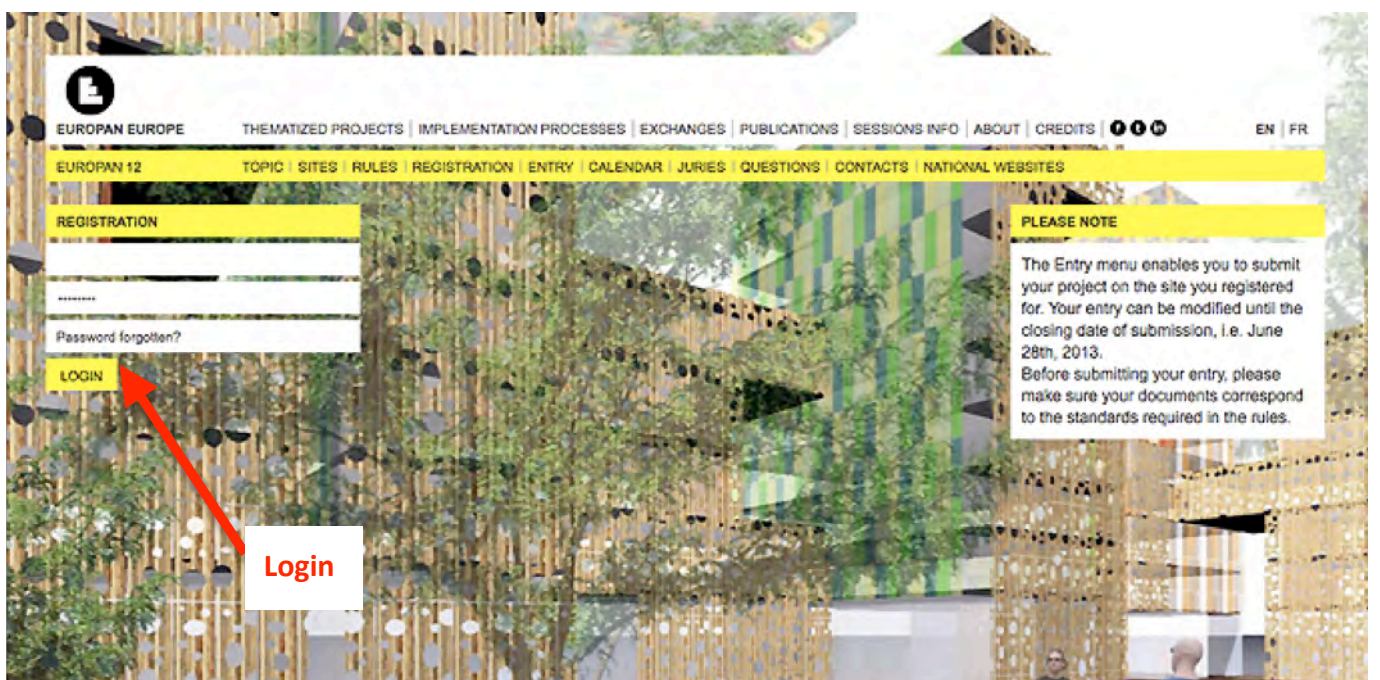 EUROPAN EUROPE THEMATIZED PROJECTS | IMPLEMENTATION PROCESSES | EXCHANGES | PUBLICATIONS | SESSIONS INFO | ABOUT | CREDITS | EN | FR
EUROPAN 12 TOPIC | SITES | RULES | REGISTRATION | ENTRY | CALENDAR | JURIES | QUESTIONS | CONTACTS | NATIONAL WEBSITES
REGISTRATION
Password forgotten?
LOGIN
Login
PLEASE NOTE
The Entry menu enables you to submit
your project on the site you registered
for. Your entry can be modified until the
closing date of submission, i.e. June
28th, 2013.
Before submitting your entry, please
make sure your documents correspond
to the standards required in the rules.